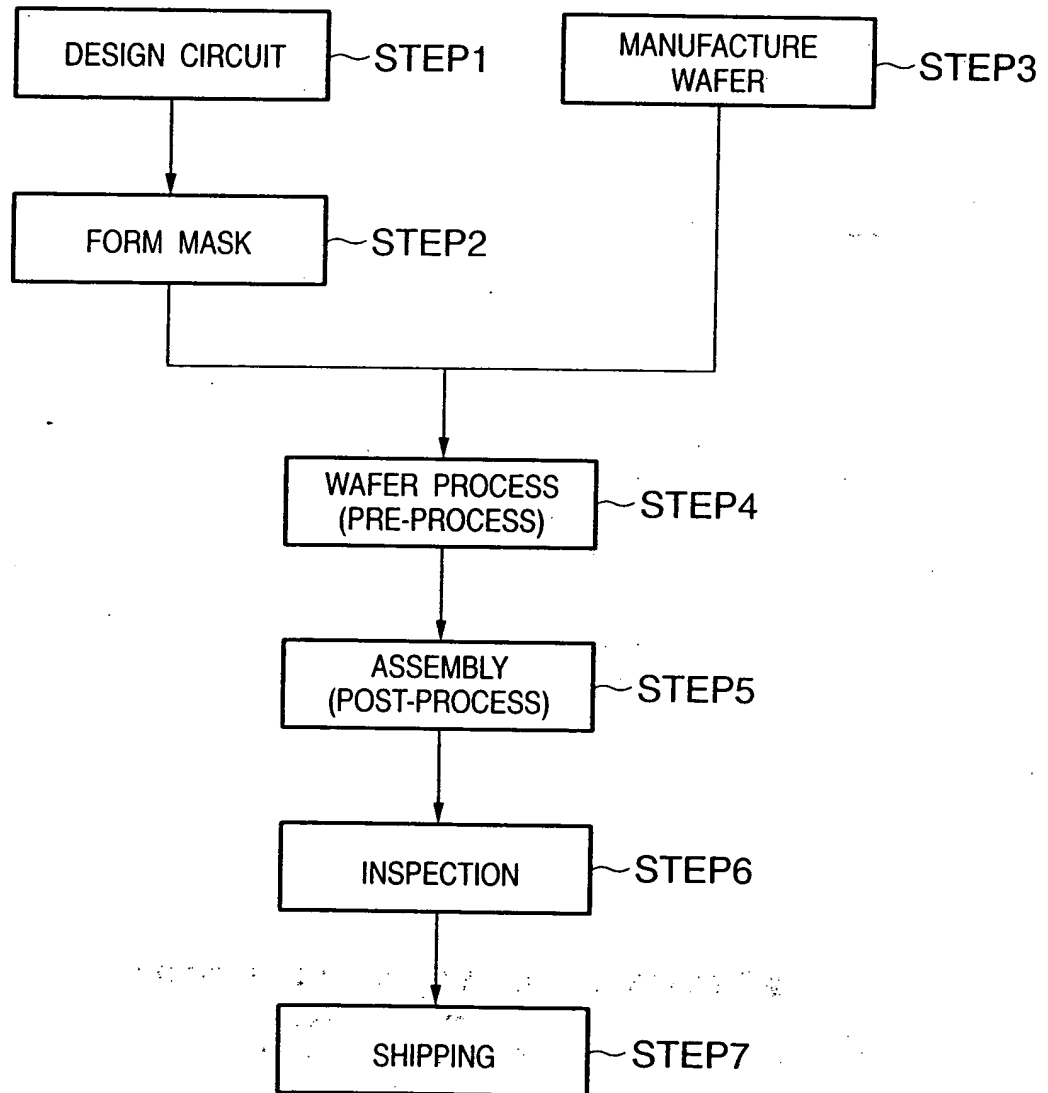 DESIGN CIRCUIT
STEP1
MANUFACTURE
WAFER
STEP3
FORM MASK
STEP2
WAFER PROCESS
(PRE-PROCESS)
STEP4
ASSEMBLY
(POST-PROCESS)
STEP5
INSPECTION
STEP6
SHIPPING
STEP7